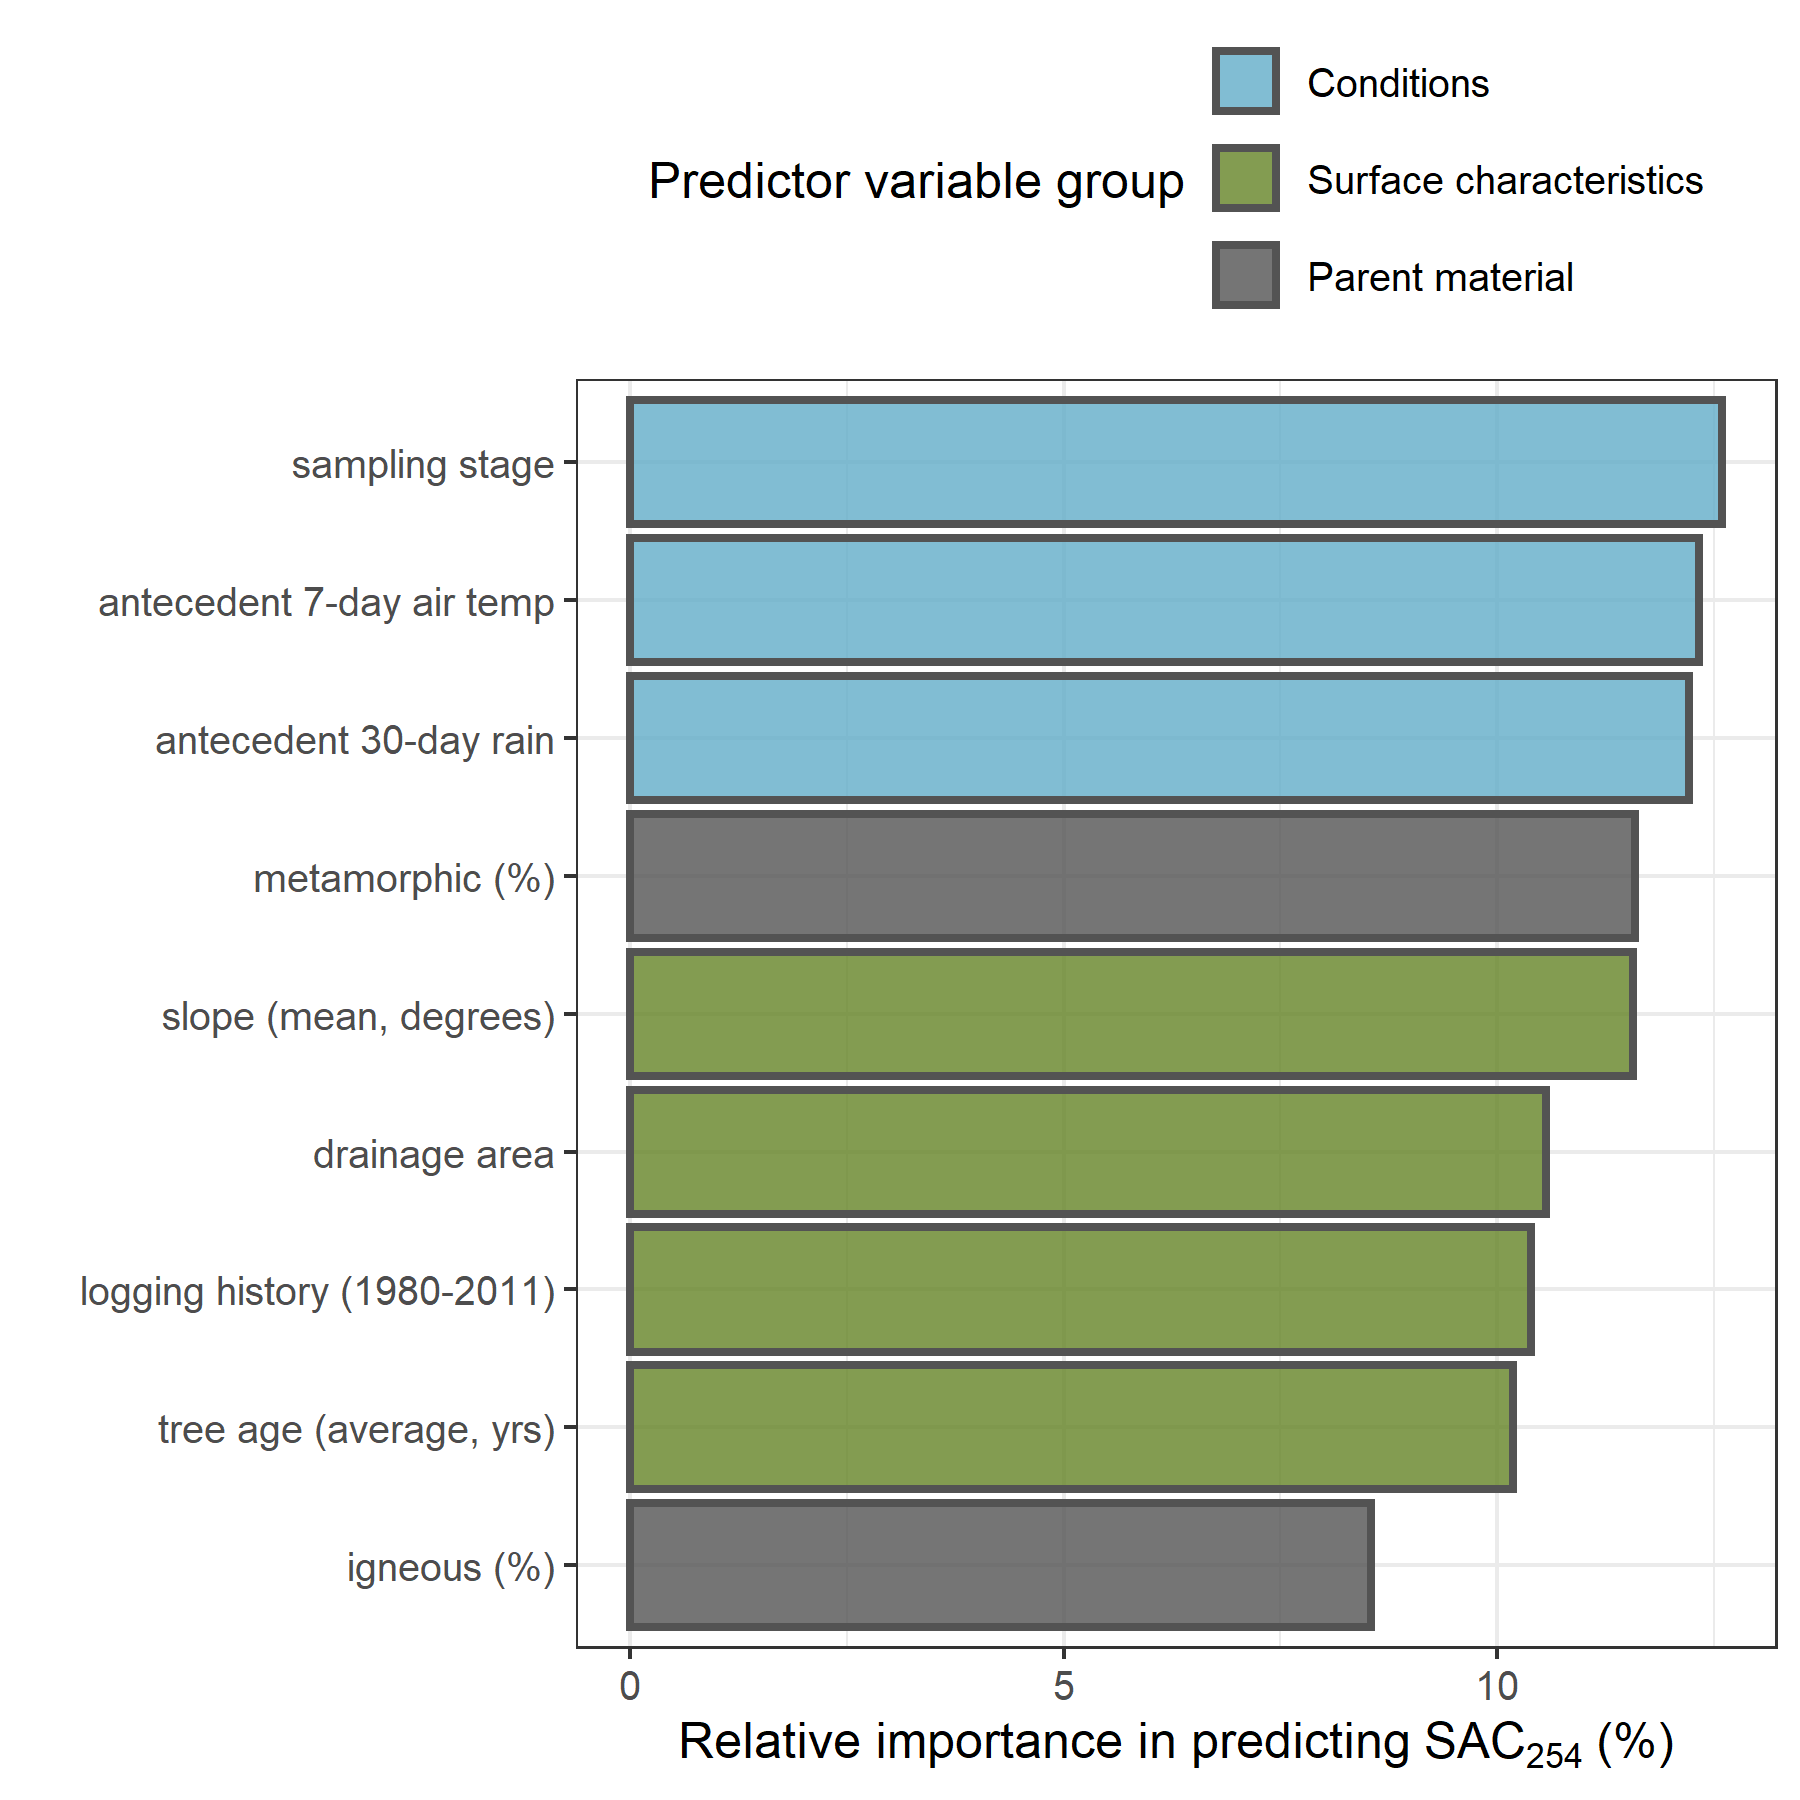 Conditions
Predictor variable group
Surface characteristics
Parent material
sampling stage
antecedent 7-day air temp
antecedent 30-day rain
metamorphic (%)
slope (mean, degrees)
drainage area
logging history (1980-2011)
tree age (average, yrs)
igneous (%)
0 5 10
Relative importance in predicting SAC₂₅₄ (%)